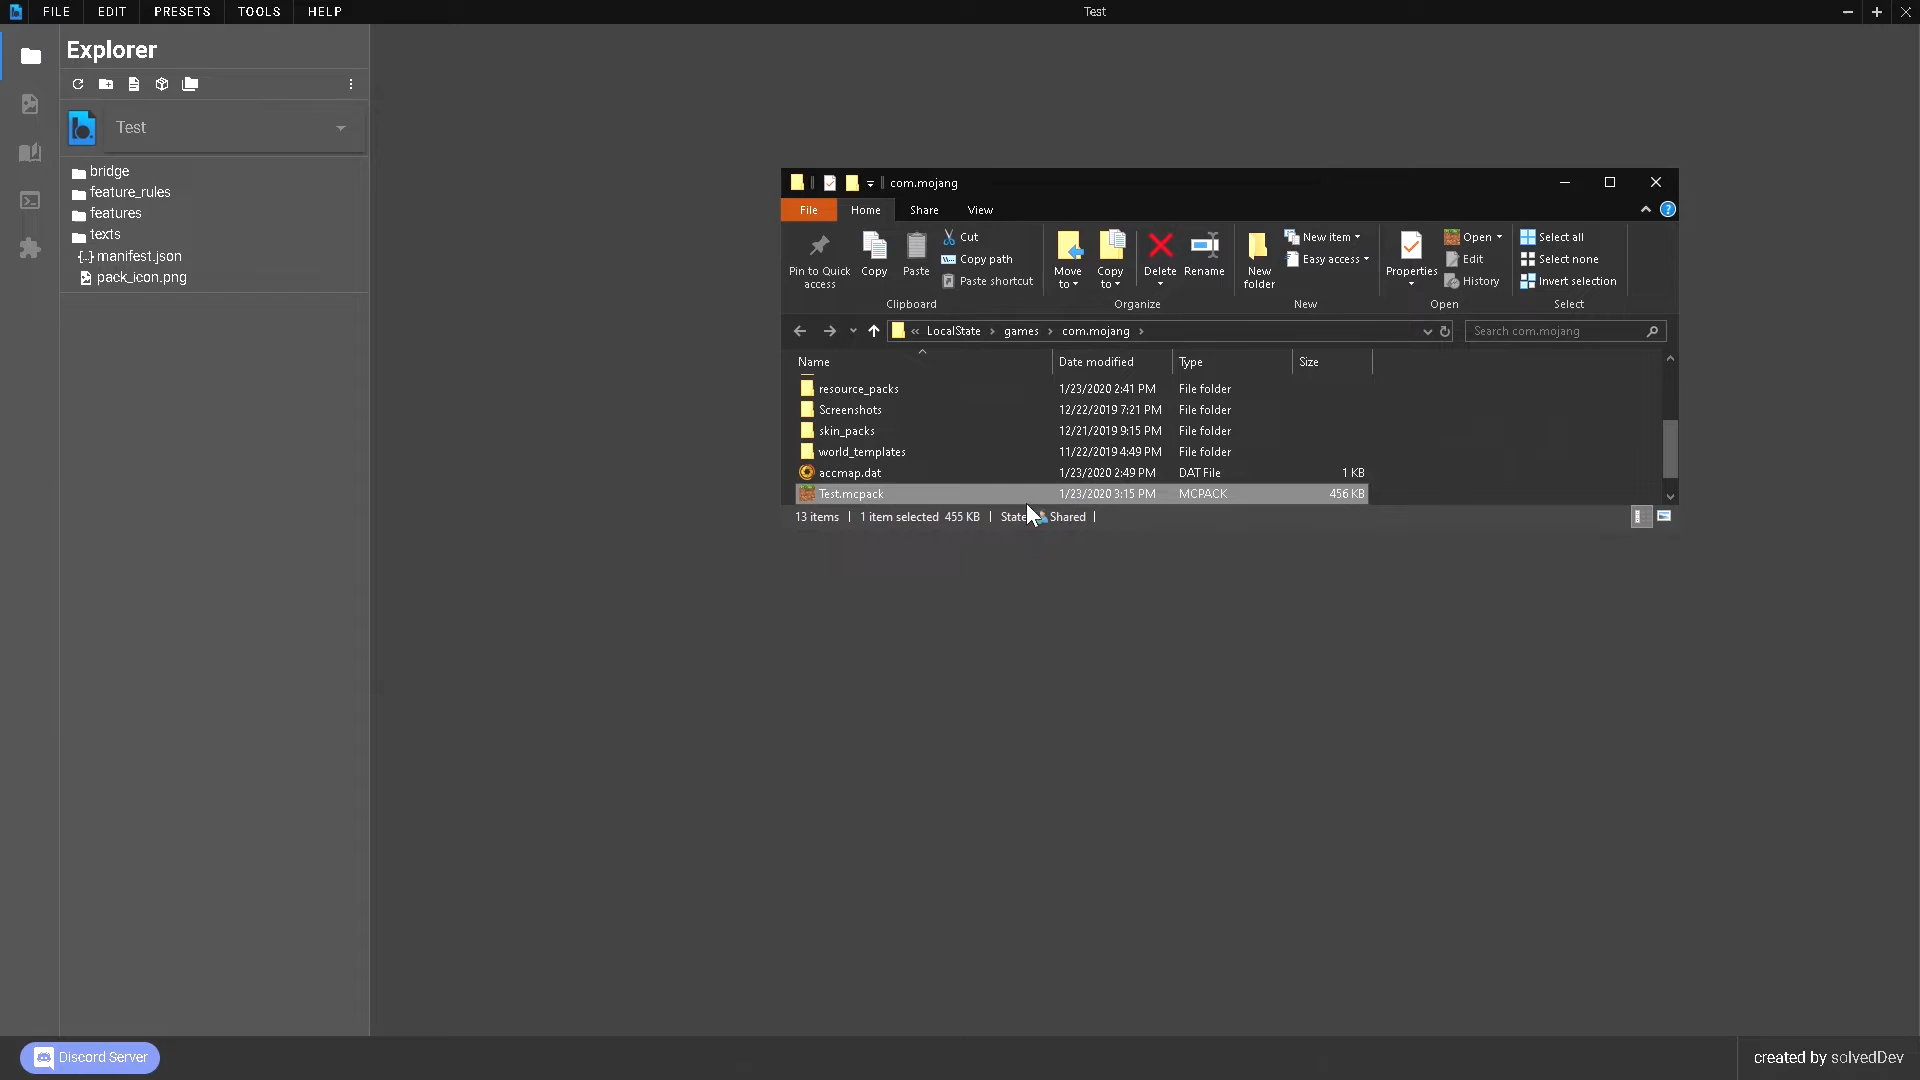 FILE EDIT PRESETS TOOLS HELP
Test
Explorer
Test
bridge
feature_rules
features
texts
{..} manifest.json
pack_icon.png
com.mojang
File Home Share View
Pin to Quick access
Copy
Paste
Cut
Copy path
Paste shortcut
Clipboard
Move to
Copy to
Delete
Rename
Organize
New folder
New item
Easy access
New
Properties
Open
Edit
History
Open
Select all
Select none
Invert selection
Select
« LocalState > games > com.mojang >
Search com.mojang
Name Date modified Type Size
resource_packs 1/23/2020 2:41 PM File folder
Screenshots 12/22/2019 7:21 PM File folder
skin_packs 12/21/2019 9:15 PM File folder
world_templates 11/22/2019 4:49 PM File folder
accmap.dat 1/23/2020 2:49 PM DAT File 1 KB
Test.mcpack 1/23/2020 3:15 PM MCPACK 456 KB
13 items 1 item selected 455 KB State Shared
Discord Server
created by solvedDev